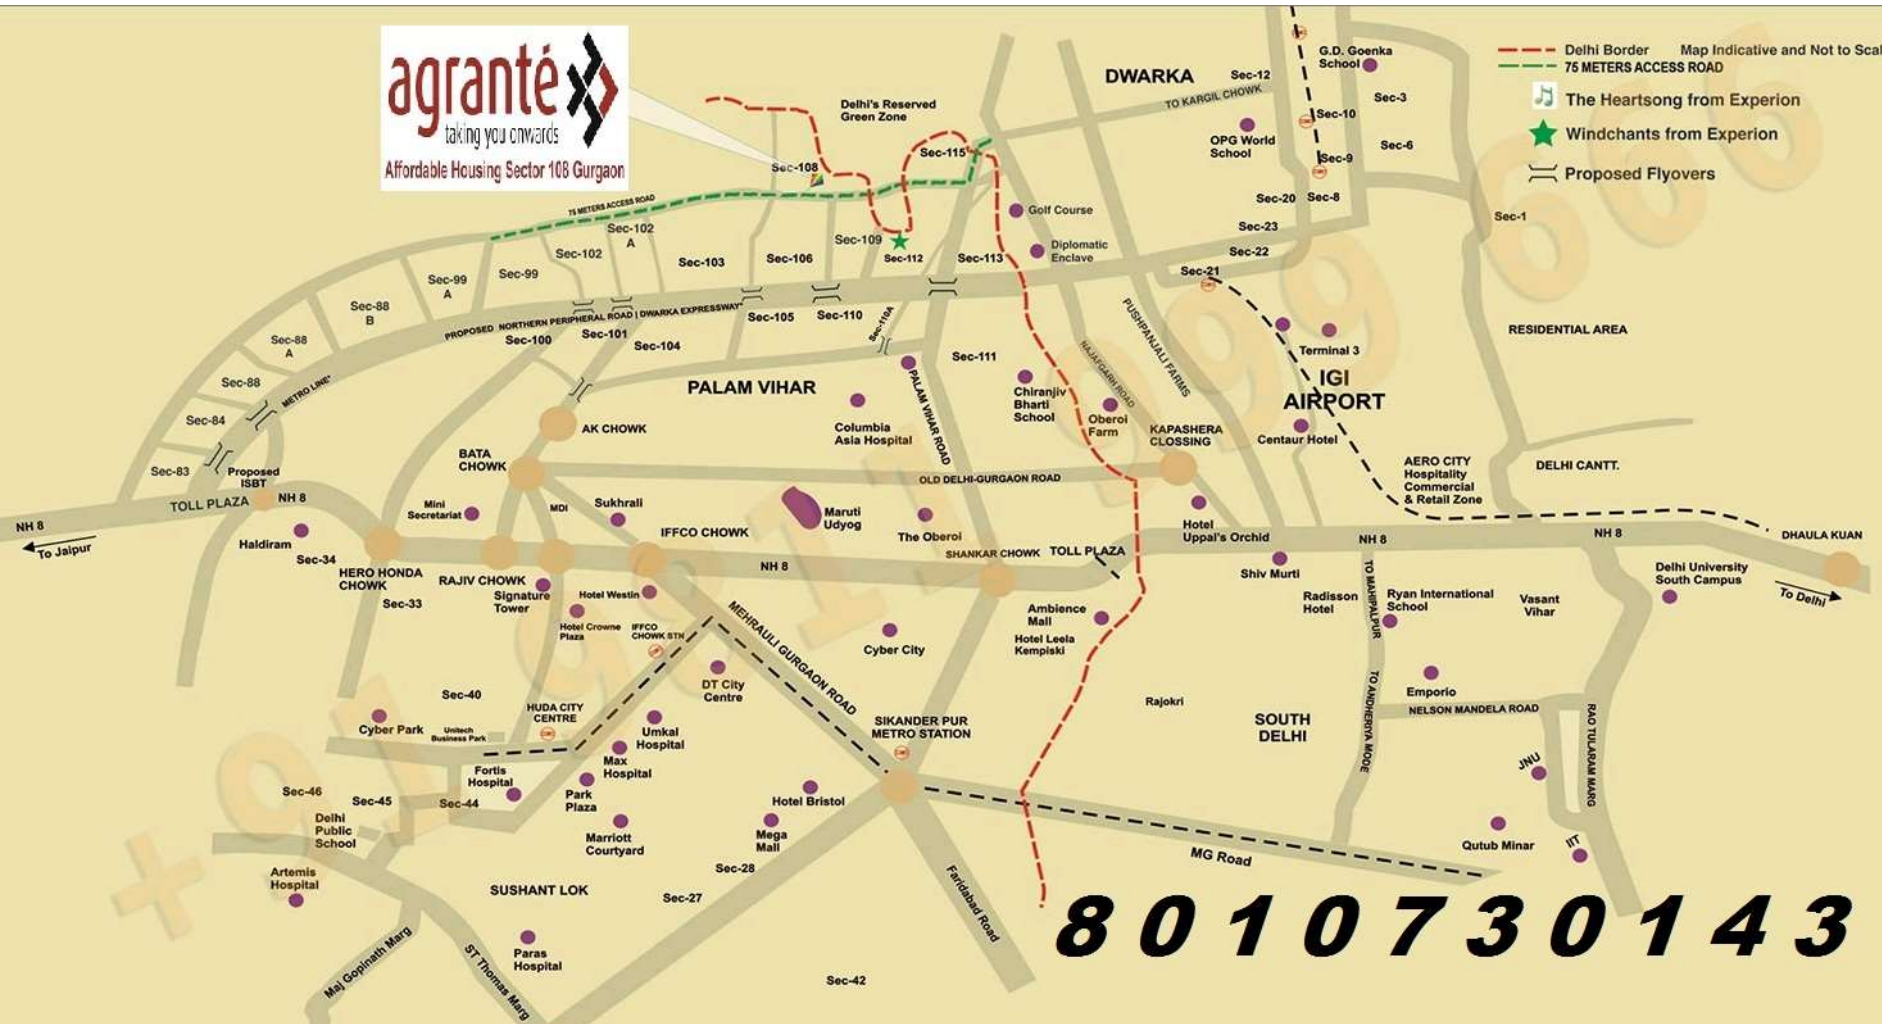 agranté
taking you onwards
Affordable Housing Sector 108 Gurgaon
Delhi Border
Map Indicative and Not to Scal
75 METERS ACCESS ROAD
The Heartsong from Experion
Windchants from Experion
Proposed Flyovers
DWARKA
Sec-12
G.D. Goenka
School
Sec-3
TO KARGIL CHOWK
Sec-10
Sec-6
OPG World
School
Sec-9
Sec-20
Sec-8
Sec-23
Sec-22
Sec-21
Sec-1
Delhi's Reserved
Green Zone
Sec-115
Sec-108
75 METERS ACCESS ROAD
Golf Course
Diplomatic
Enclave
Sec-102
A
Sec-102
Sec-103
Sec-106
Sec-109
Sec-112
Sec-113
Sec-99
Sec-99
A
Sec-88
B
Sec-88
A
Sec-88
Sec-84
Sec-83
PROPOSED NORTHERN PERIPHERAL ROAD | DWARKA EXPRESSWAY*
METRO LINE*
Sec-100
Sec-101
Sec-104
Sec-105
Sec-110
Sec-110A
Sec-111
PUSHPANJALI FARMS
NAJAFGARH ROAD
Terminal 3
IGI
AIRPORT
RESIDENTIAL AREA
PALAM VIHAR
PALAM VIHAR ROAD
Columbia
Asia Hospital
Chiranjiv
Bharti
School
Oberoi
Farm
KAPASHERA
CLOSSING
Centaur Hotel
AK CHOWK
BATA
CHOWK
OLD DELHI-GURGAON ROAD
AERO CITY
Hospitality
Commercial
& Retail Zone
DELHI CANTT.
Proposed
ISBT
TOLL PLAZA
NH 8
NH 8
To Jaipur
Haldiram
Sec-34
Mini
Secretariat
MDI
Sukhrali
IFFCO CHOWK
Maruti
Udyog
The Oberoi
SHANKAR CHOWK
TOLL PLAZA
Hotel
Uppal's Orchid
NH 8
NH 8
NH 8
DHAULA KUAN
To Delhi
HERO HONDA
CHOWK
Sec-33
RAJIV CHOWK
Signature
Tower
Hotel Westin
Hotel Crowne
Plaza
IFFCO
CHOWK STN
MEHRAULI GURGAON ROAD
Cyber City
Ambience
Mall
Hotel Leela
Kempiski
Shiv Murti
Radisson
Hotel
TO MAHIPALPUR
Ryan International
School
Vasant
Vihar
Delhi University
South Campus
Sec-40
DT City
Centre
HUDA CITY
CENTRE
Cyber Park
Unitech
Business Park
Umkal
Hospital
Max
Hospital
SIKANDER PUR
METRO STATION
Rajokri
SOUTH
DELHI
TO ANDHERIYA MODE
Emporio
NELSON MANDELA ROAD
RAO TULARAM MARG
JNU
Qutub Minar
IIT
Fortis
Hospital
Park
Plaza
Hotel Bristol
Sec-46
Sec-45
Sec-44
Delhi
Public
School
Marriott
Courtyard
Mega
Mall
MG Road
Artemis
Hospital
SUSHANT LOK
Sec-28
Sec-27
Faridabad Road
Maj Gopinath Marg
ST Thomas Marg
Paras
Hospital
Sec-42
8010730143